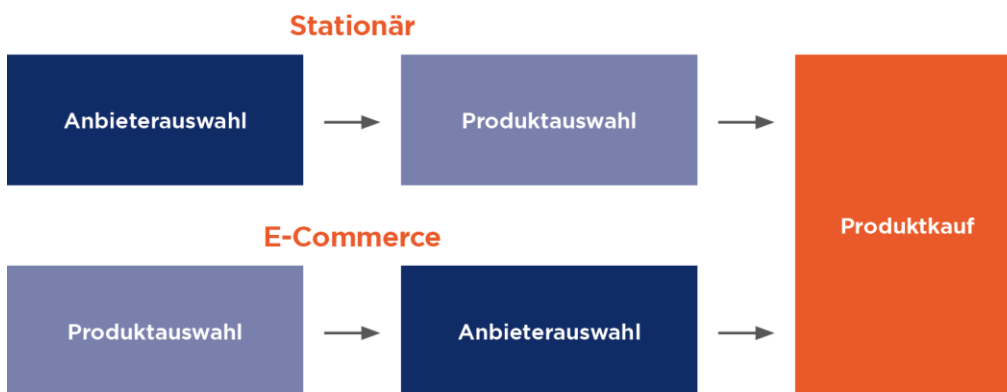 Stationär
Anbieterauswahl
Produktauswahl
Produktkauf
E-Commerce
Produktauswahl
Anbieterauswahl